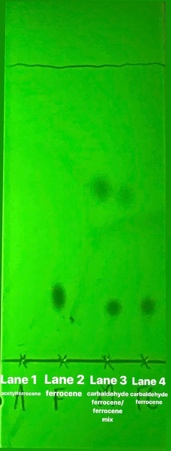 Lane 1 Lane 2 Lane 3 Lane 4
acetylferrocene ferrocene carbaldehyde carbaldehyde
ferrocene/ ferrocene
ferrocene
mix
A F